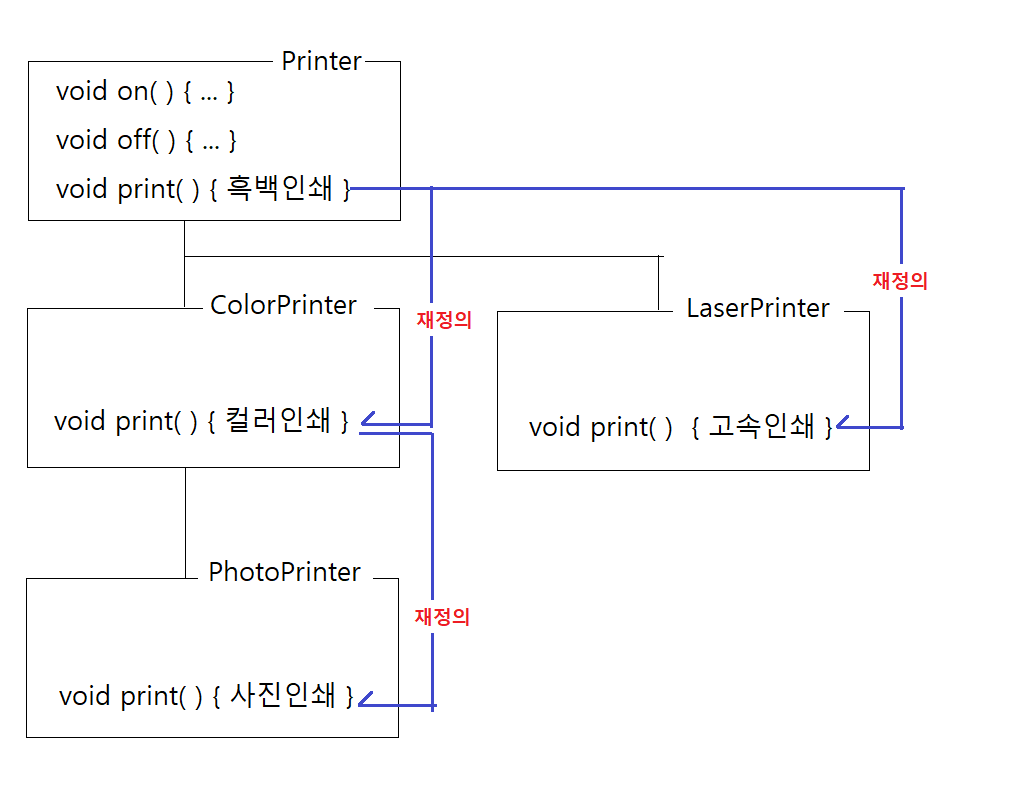 Printer
void on( ) { ... }
void off( ) { ... }
void print( ) { 흑백인쇄 }
재정의
ColorPrinter
재정의
void print( ) { 컬러인쇄 }
LaserPrinter
void print( ) { 고속인쇄 }
PhotoPrinter
재정의
void print( ) { 사진인쇄 }